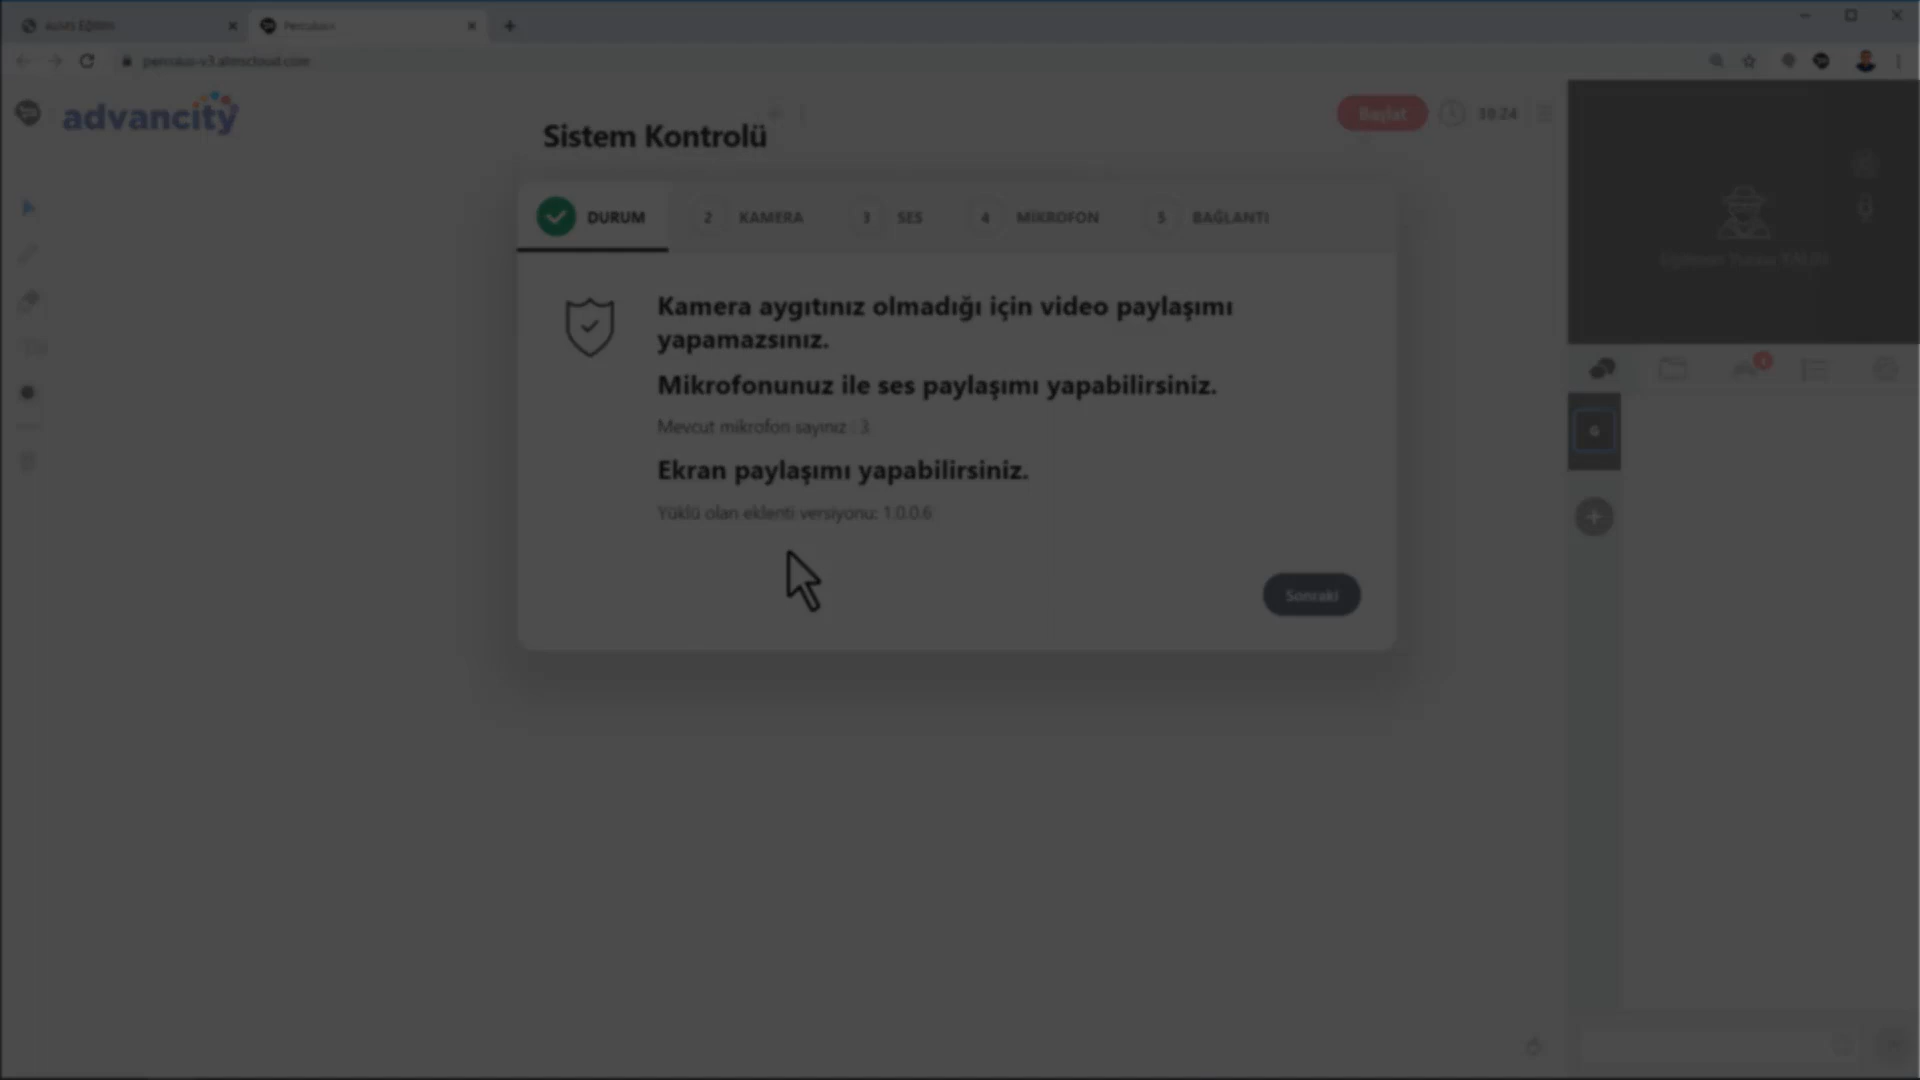 auses Eğitim
Perculus+
perculus-v3.almscloud.com
advancity
Sistem Kontrolü
Başlat
DURUM
2 KAMERA
3 SES
4 MİKROFON
5 BAĞLANTI
Kamera aygıtınız olmadığı için video paylaşımı
yapamazsınız.
Mikrofonunuz ile ses paylaşımı yapabilirsiniz.
Mevcut mikrofon sayınız : 3
Ekran paylaşımı yapabilirsiniz.
Yüklü olan eklenti versiyonu: 1.0.0.6
Sonraki